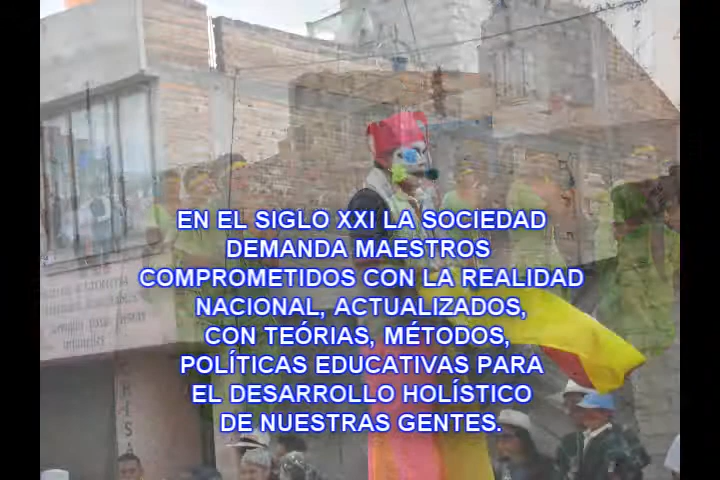 EN EL SIGLO XXI LA SOCIEDAD
DEMANDA MAESTROS
COMPROMETIDOS CON LA REALIDAD
NACIONAL, ACTUALIZADOS,
CON TEÓRIAS, MÉTODOS,
POLÍTICAS EDUCATIVAS PARA
EL DESARROLLO HOLÍSTICO
DE NUESTRAS GENTES.